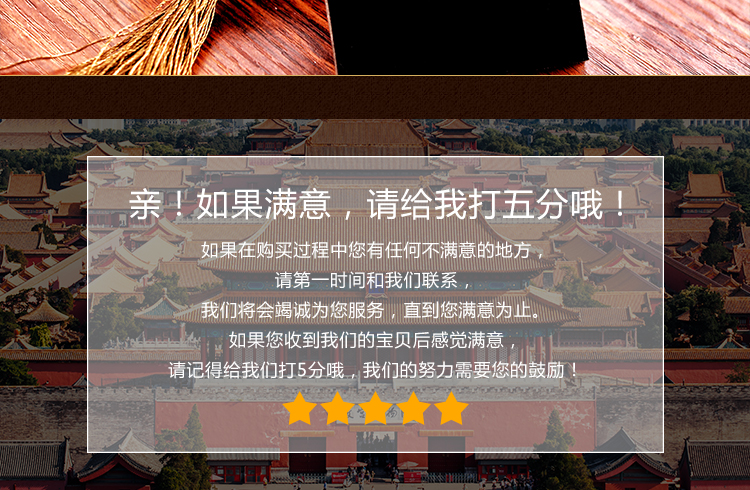 亲！如果满意，请给我打五分哦！
如果在购买过程中您有任何不满意的地方，
请第一时间和我们联系，
我们将会竭诚为您服务，直到您满意为止。
如果您收到我们的宝贝后感觉满意，
请记得给我们打5分哦，我们的努力需要您的鼓励！